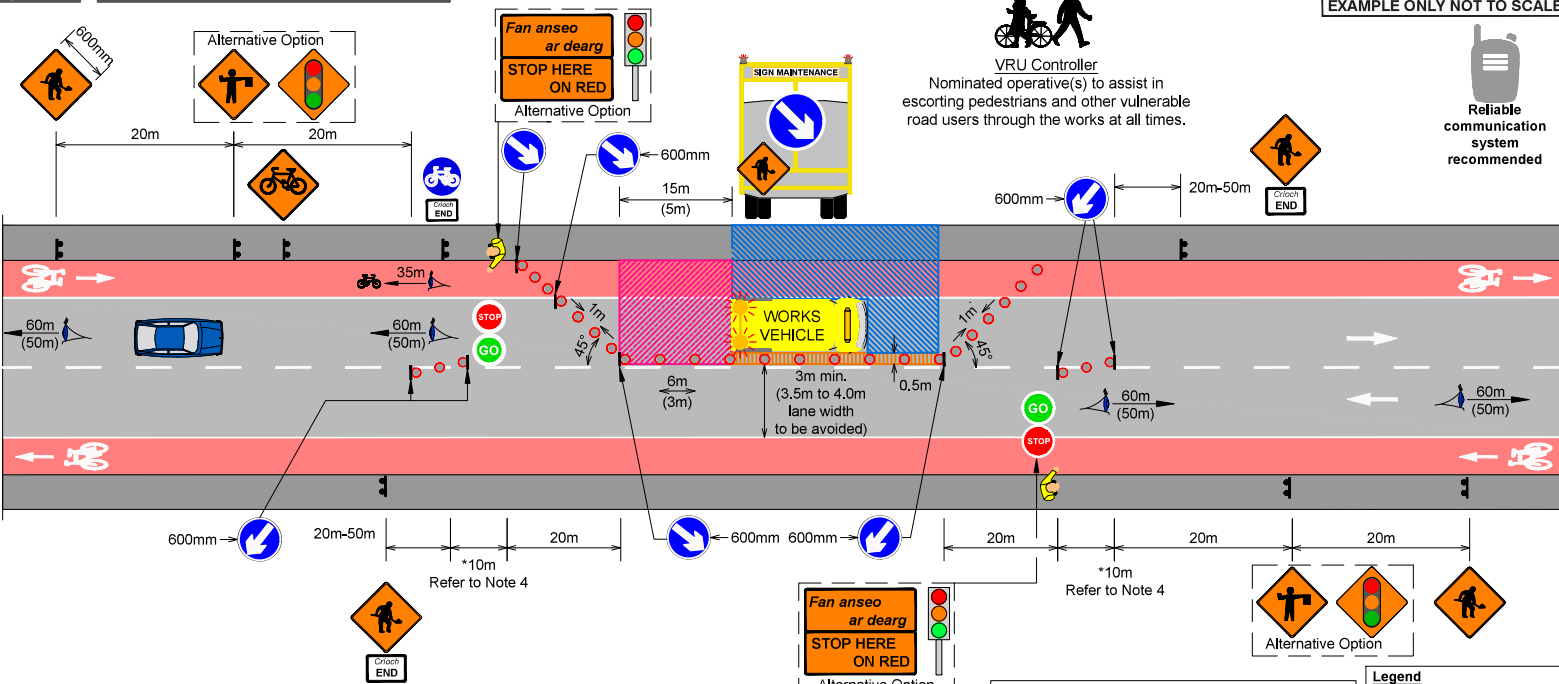 EXAMPLE ONLY NOT TO SCALE
600mm
Alternative Option
20m
20m
Crioch
END
Fan anseo
ar dearg
STOP HERE
ON RED
Alternative Option
600mm
15m
(5m)
SIGN MAINTENANCE
VRU Controller
Nominated operative(s) to assist in
escorting pedestrians and other vulnerable
road users through the works at all times.
600mm
20m-50m
Crioch
END
Reliable
communication
system
recommended
35m
60m
(50m)
60m
(50m)
STOP
GO
1m
45°
WORKS
VEHICLE
6m
(3m)
3m min.
(3.5m to 4.0m
lane width
to be avoided)
0.5m
1m
45°
GO
STOP
60m
(50m)
60m
(50m)
600mm
20m-50m
*10m
Refer to Note 4
20m
600mm
600mm
20m
*10m
Refer to Note 4
20m
20m
Crioch
END
Fan anseo
ar dearg
STOP HERE
ON RED
Alternative Option
Alternative Option
Legend